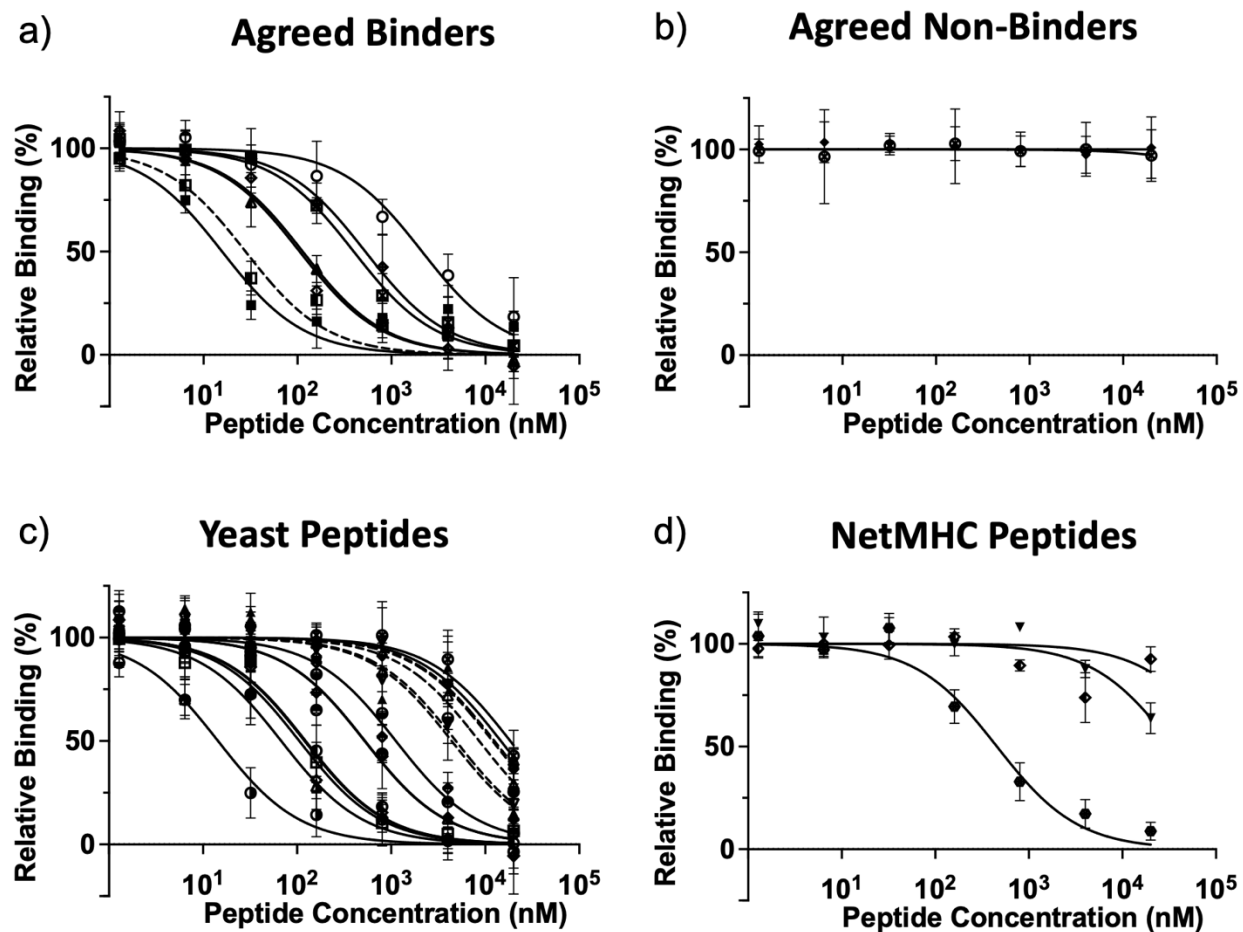 a) Agreed Binders
Relative Binding (%)
100
50
0
10¹ 10² 10³ 10⁴ 10⁵
Peptide Concentration (nM)
b) Agreed Non-Binders
Relative Binding (%)
100
50
0
10¹ 10² 10³ 10⁴ 10⁵
Peptide Concentration (nM)
c) Yeast Peptides
Relative Binding (%)
100
50
0
10¹ 10² 10³ 10⁴ 10⁵
Peptide Concentration (nM)
d) NetMHC Peptides
Relative Binding (%)
100
50
0
10¹ 10² 10³ 10⁴ 10⁵
Peptide Concentration (nM)